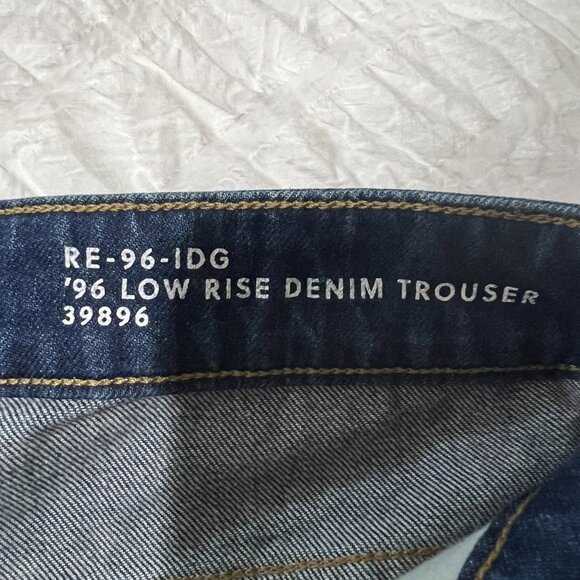 RE-96-IDG
'96 LOW RISE DENIM TROUSER
39896